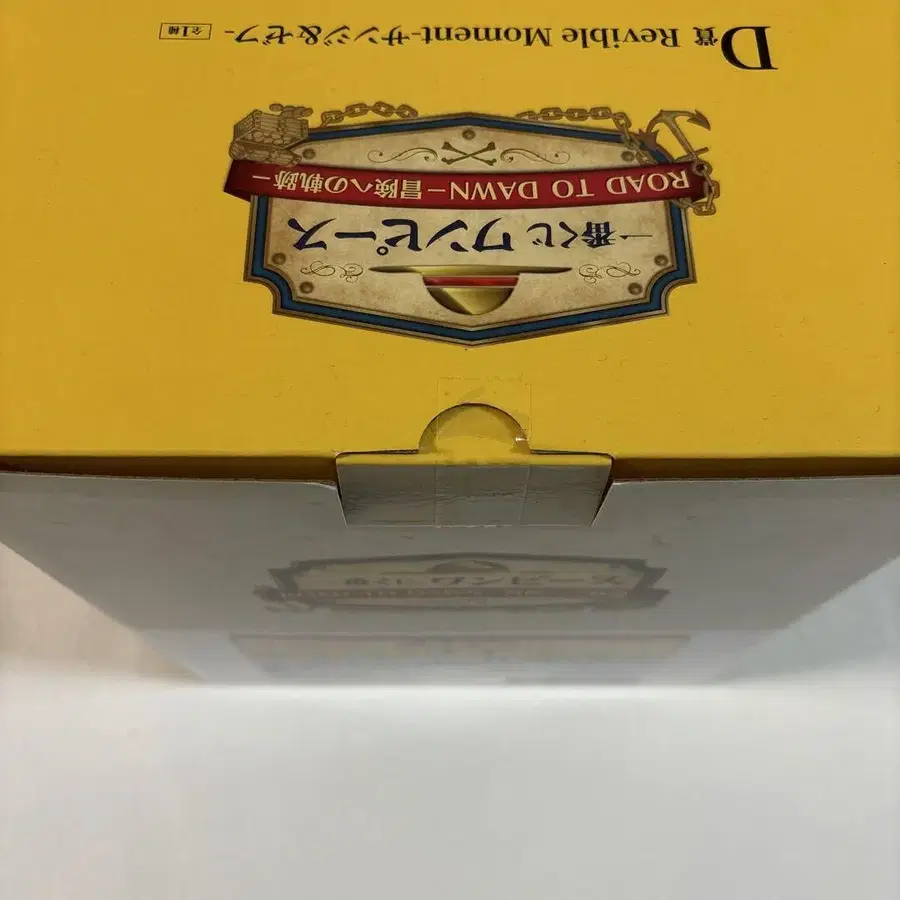 一番くじ ワンピース
ROAD TO DAWN－冒険への軌跡－
D賞 Revible Moment-サンジ&ゼフ- 全1種